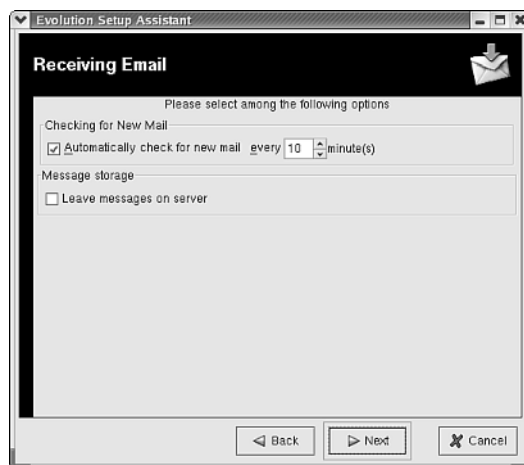 Evolution Setup Assistant
Receiving Email
Please select among the following options
Checking for New Mail
Automatically check for new mail every 10 minute(s)
Message storage
Leave messages on server
Back Next Cancel